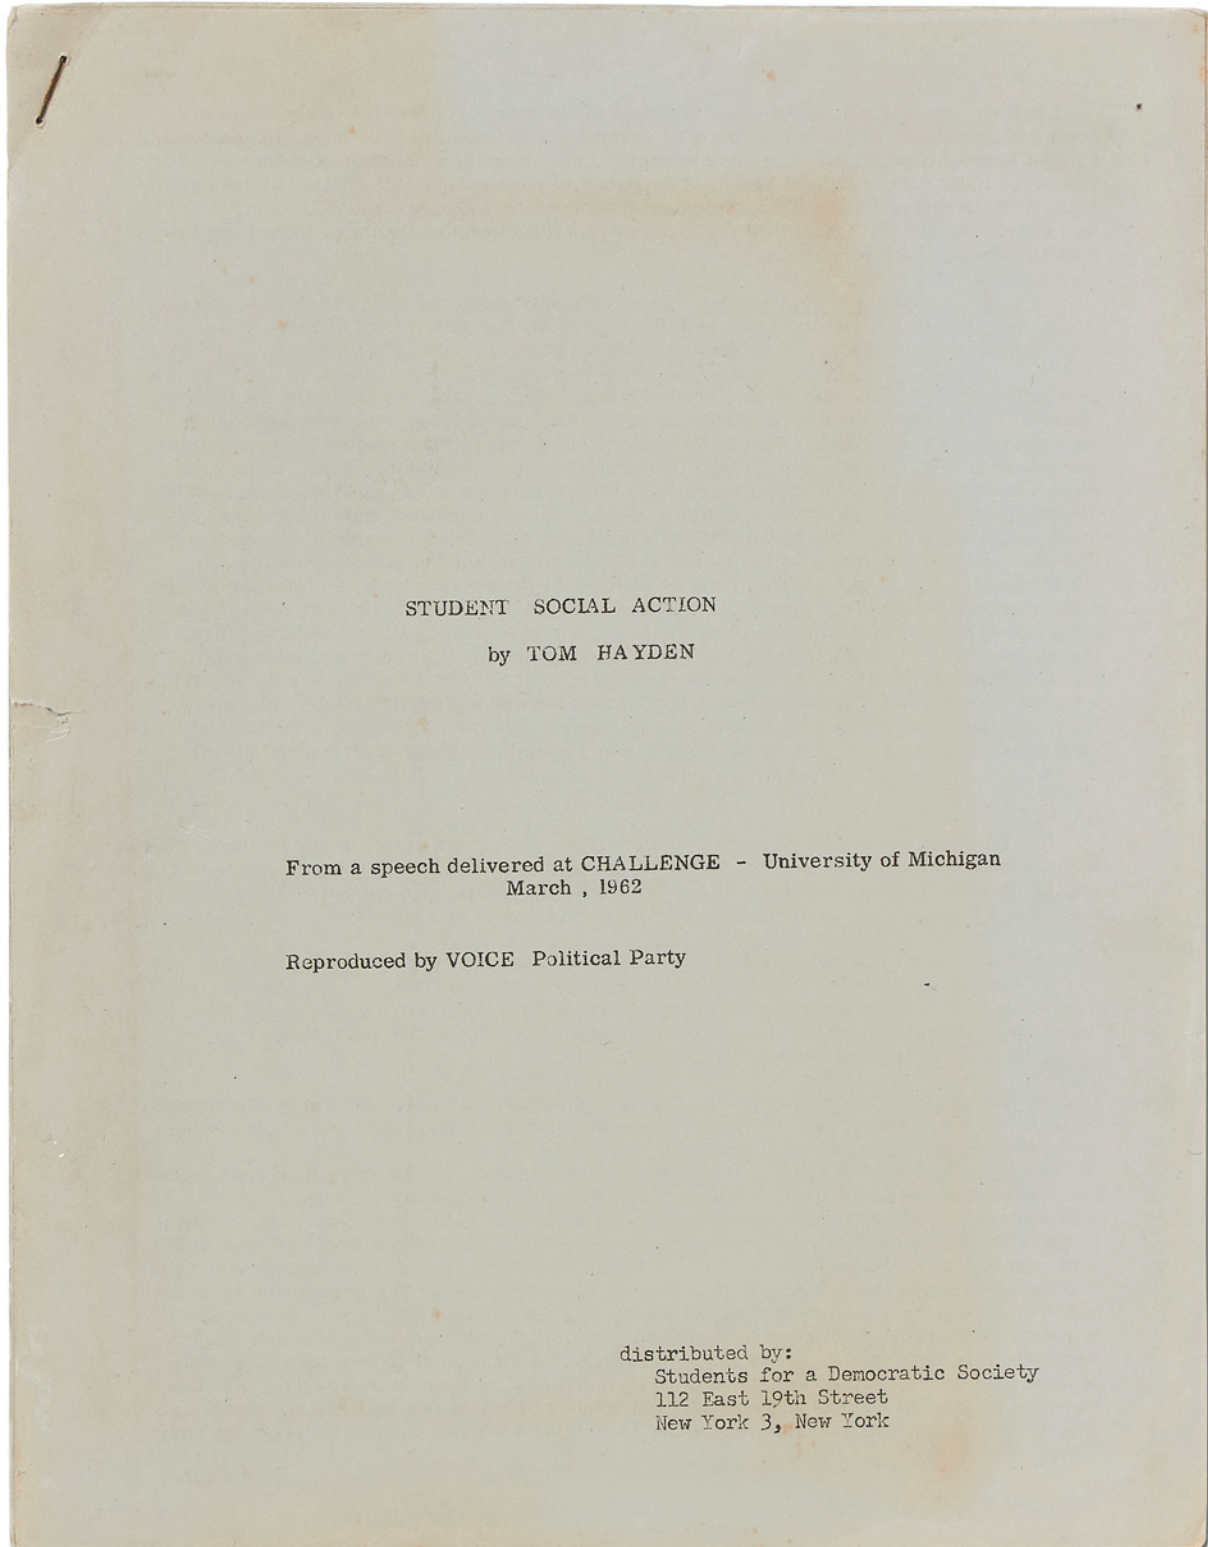 STUDENT SOCIAL ACTION
by TOM HAYDEN
From a speech delivered at CHALLENGE - University of Michigan
March , 1962
Reproduced by VOICE Political Party
distributed by:
Students for a Democratic Society
112 East 19th Street
New York 3, New York